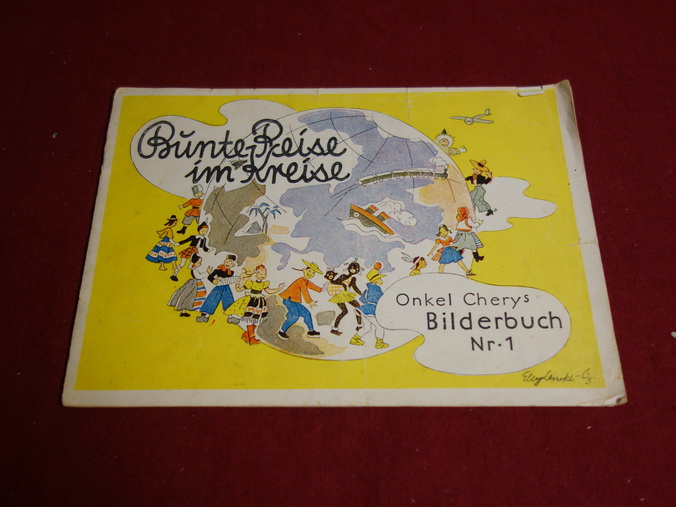 Bunte-Reise
im Kreise
Onkel Cherys
Bilderbuch
Nr. 1